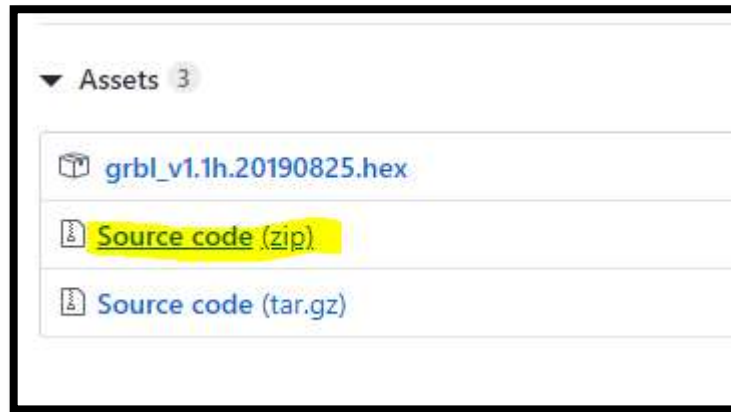 Assets 3
grbl_v1.1h.20190825.hex
Source code (zip)
Source code (tar.gz)